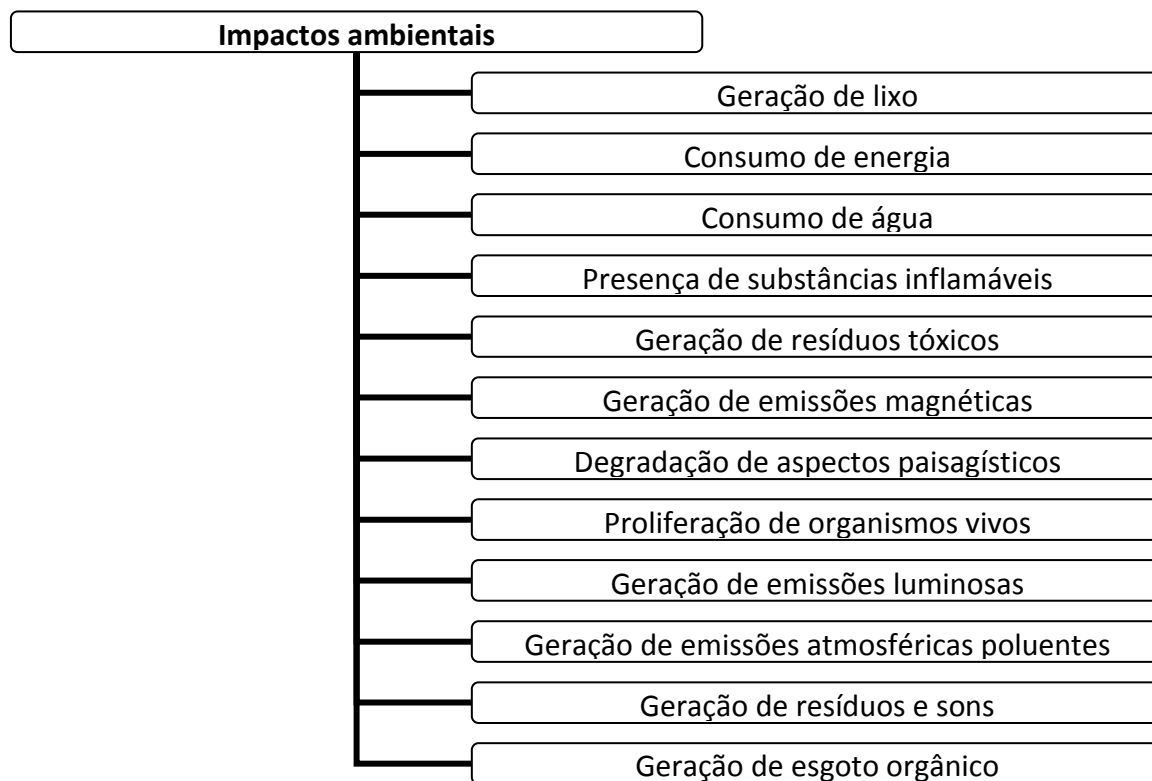 Impactos ambientais
Geração de lixo
Consumo de energia
Consumo de água
Presença de substâncias inflamáveis
Geração de resíduos tóxicos
Geração de emissões magnéticas
Degradação de aspectos paisagísticos
Proliferação de organismos vivos
Geração de emissões luminosas
Geração de emissões atmosféricas poluentes
Geração de resíduos e sons
Geração de esgoto orgânico